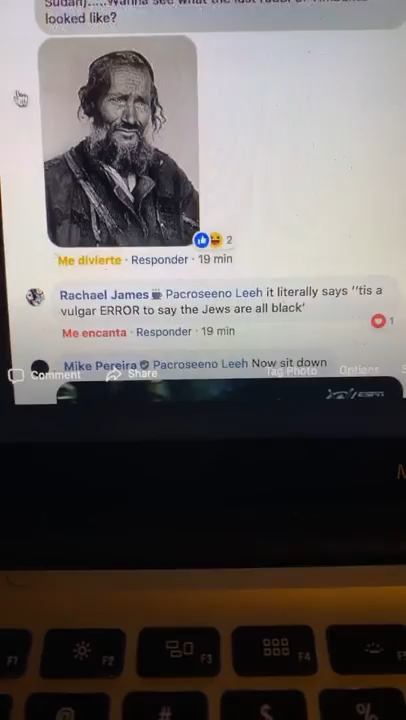 looked like?
2
Me divierte · Responder · 19 min
Rachael James Pacroseeno Leeh it literally says "tis a
vulgar ERROR to say the Jews are all black'
Me encanta · Responder · 19 min
1
Mike Pereira Pacroseeno Leeh Now sit down
Comment Share Tag Photo Options
F1 F2 F3 F4
@ # $ %